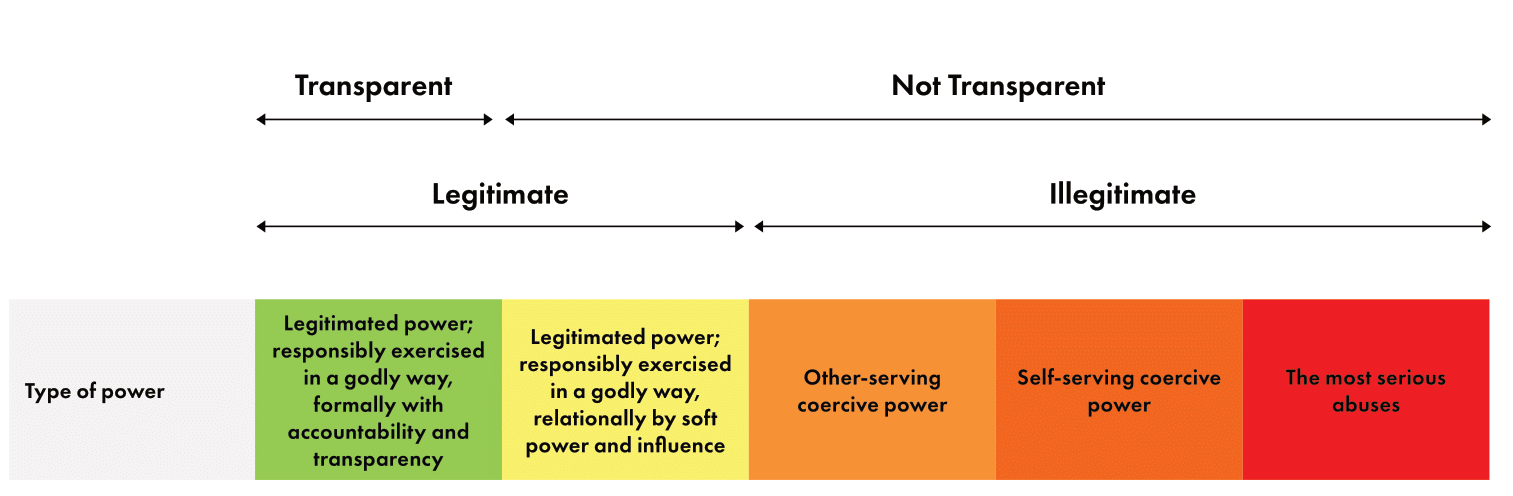 Transparent
Not Transparent
Legitimate
Illegitimate
Type of power
Legitimated power;
responsibly exercised
in a godly way,
formally with
accountability and
transparency
Legitimated power;
responsibly exercised
in a godly way,
relationally by soft
power and influence
Other-serving
coercive power
Self-serving coercive
power
The most serious
abuses